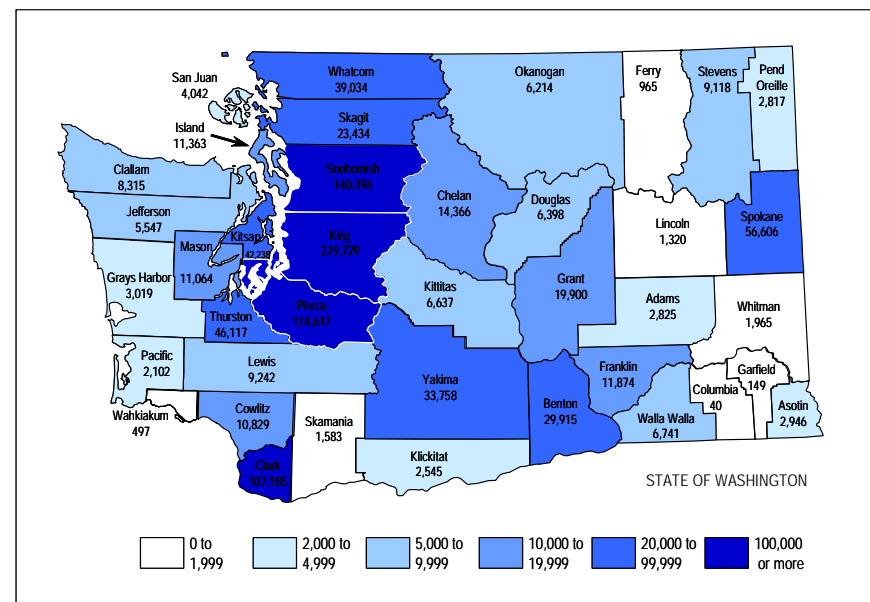 San Juan
4,042
Island
11,363
Whatcom
39,034
Skagit
23,434
Snohomish
140,396
King
229,729
Pierce
114,617
Okanogan
6,214
Ferry
965
Stevens
9,118
Pend
Oreille
2,817
Clallam
8,315
Jefferson
5,547
Mason
11,064
Kitsap
42,238
Grays Harbor
3,019
Thurston
46,117
Chelan
14,366
Douglas
6,398
Lincoln
1,320
Spokane
56,606
Kittitas
6,637
Grant
19,900
Adams
2,825
Whitman
1,965
Pacific
2,102
Lewis
9,242
Yakima
33,758
Benton
29,915
Franklin
11,874
Walla Walla
6,741
Columbia
40
Garfield
149
Asotin
2,946
Wahkiakum
497
Cowlitz
10,829
Skamania
1,583
Clark
107,165
Klickitat
2,545
STATE OF WASHINGTON
0 to
1,999
2,000 to
4,999
5,000 to
9,999
10,000 to
19,999
20,000 to
99,999
100,000
or more